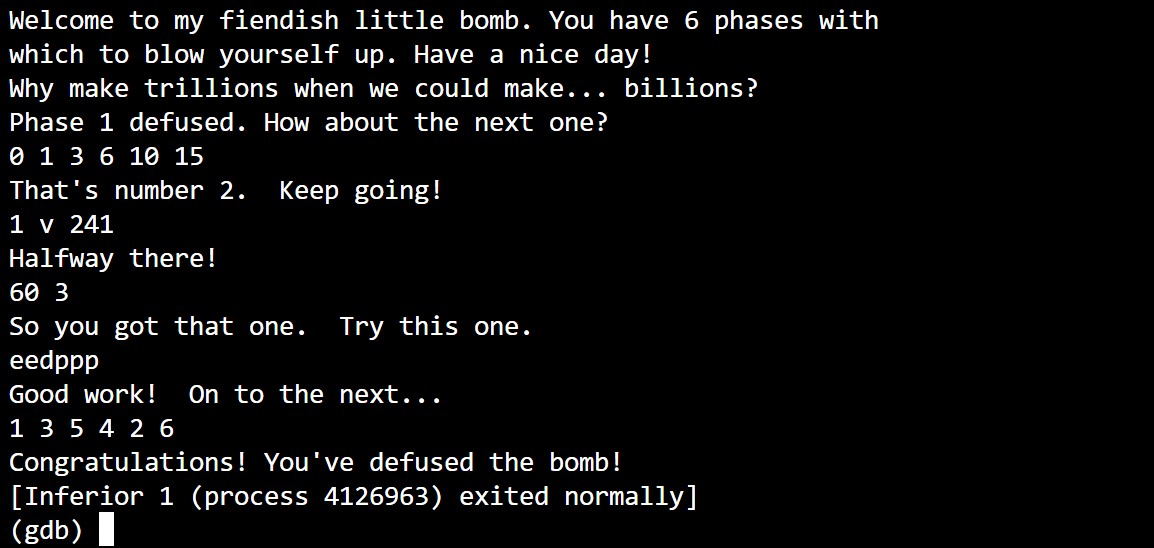 Welcome to my fiendish little bomb. You have 6 phases with
which to blow yourself up. Have a nice day!
Why make trillions when we could make... billions?
Phase 1 defused. How about the next one?
0 1 3 6 10 15
That's number 2.  Keep going!
1 v 241
Halfway there!
60 3
So you got that one.  Try this one.
eedppp
Good work!  On to the next...
1 3 5 4 2 6
Congratulations! You've defused the bomb!
[Inferior 1 (process 4126963) exited normally]
(gdb)